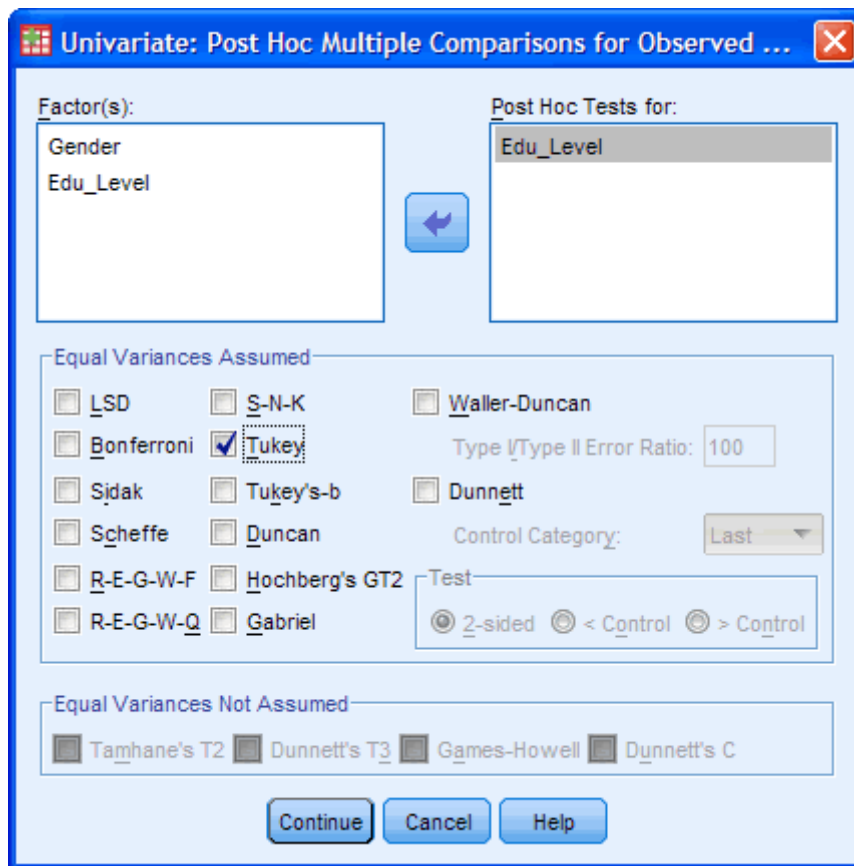 Univariate: Post Hoc Multiple Comparisons for Observed ...
Factor(s):
Gender
Edu_Level
Post Hoc Tests for:
Edu_Level
Equal Variances Assumed
LSD
S-N-K
Waller-Duncan
Bonferroni
Tukey
Type I/Type II Error Ratio: 100
Sidak
Tukey's-b
Dunnett
Scheffe
Duncan
Control Category: Last
R-E-G-W-F
Hochberg's GT2
Test
R-E-G-W-Q
Gabriel
2-sided
< Control
> Control
Equal Variances Not Assumed
Tamhane's T2
Dunnett's T3
Games-Howell
Dunnett's C
Continue
Cancel
Help